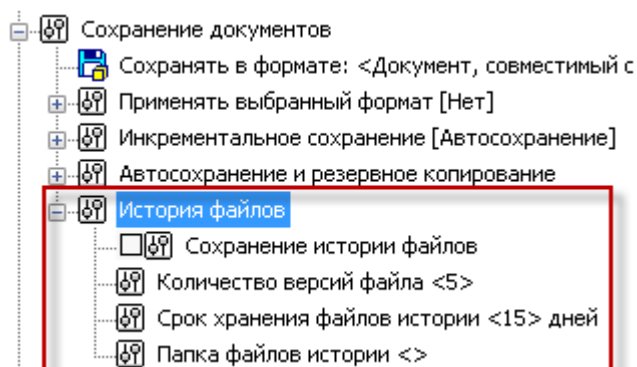 Сохранение документов
Сохранять в формате: <Документ, совместимый с
Применять выбранный формат [Нет]
Инкрементальное сохранение [Автосохранение]
Автосохранение и резервное копирование
История файлов
Сохранение истории файлов
Количество версий файла <5>
Срок хранения файлов истории <15> дней
Папка файлов истории <>